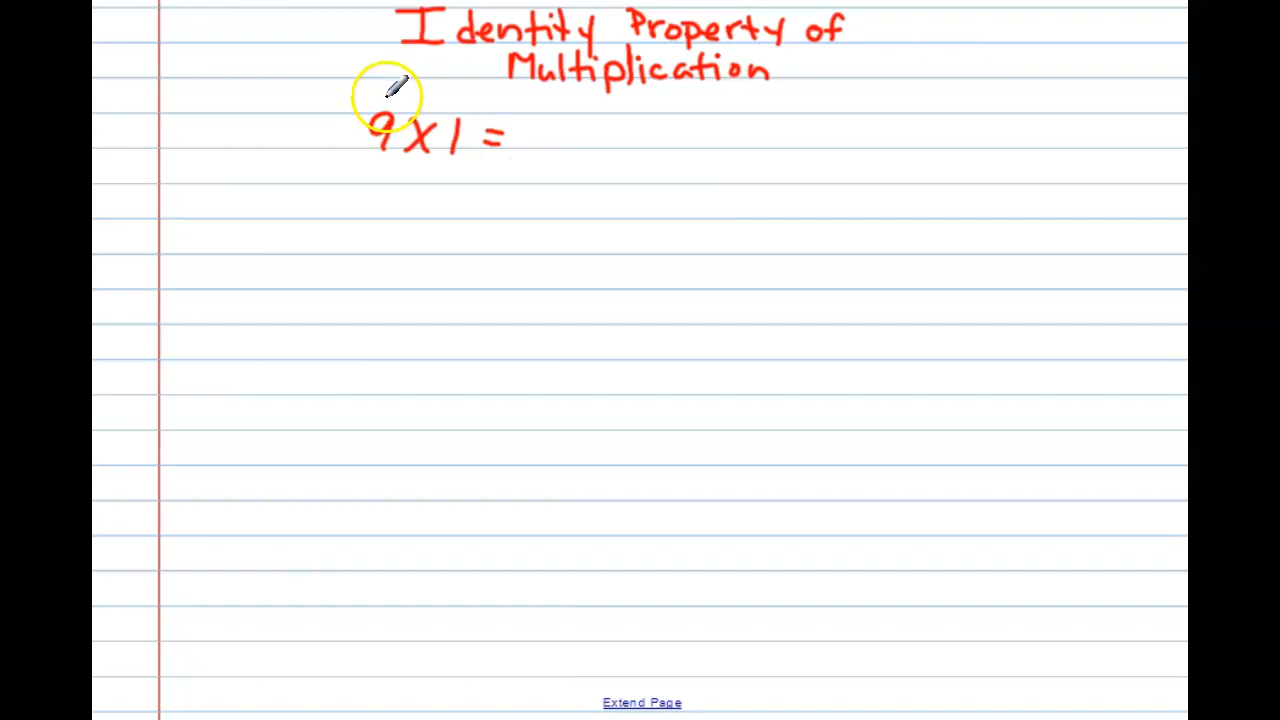 Identity Property of
Multiplication
9 x 1 =
Extend Page